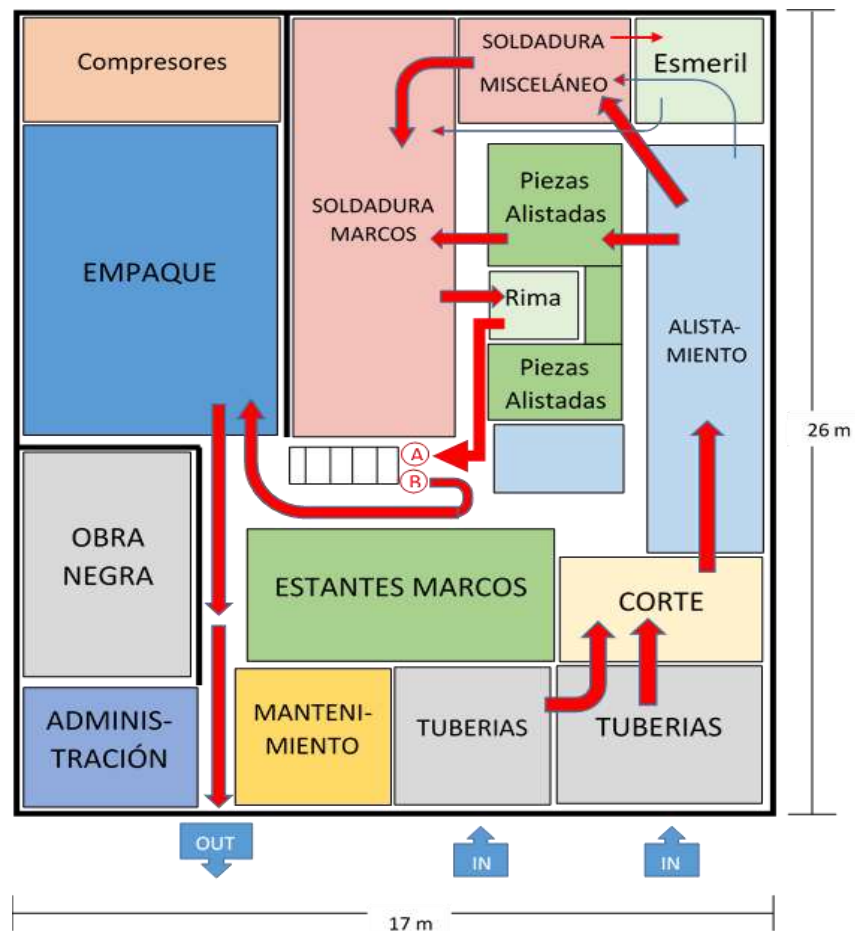 Compresores
SOLDADURA
MISCELÁNEO
Esmeril
EMPAQUE
SOLDADURA
MARCOS
Piezas
Alistadas
Rima
ALISTA-
MIENTO
Piezas
Alistadas
26 m
A
B
OBRA
NEGRA
ESTANTES MARCOS
CORTE
ADMINIS-
TRACIÓN
MANTENI-
MIENTO
TUBERIAS
TUBERIAS
OUT
IN
IN
17 m